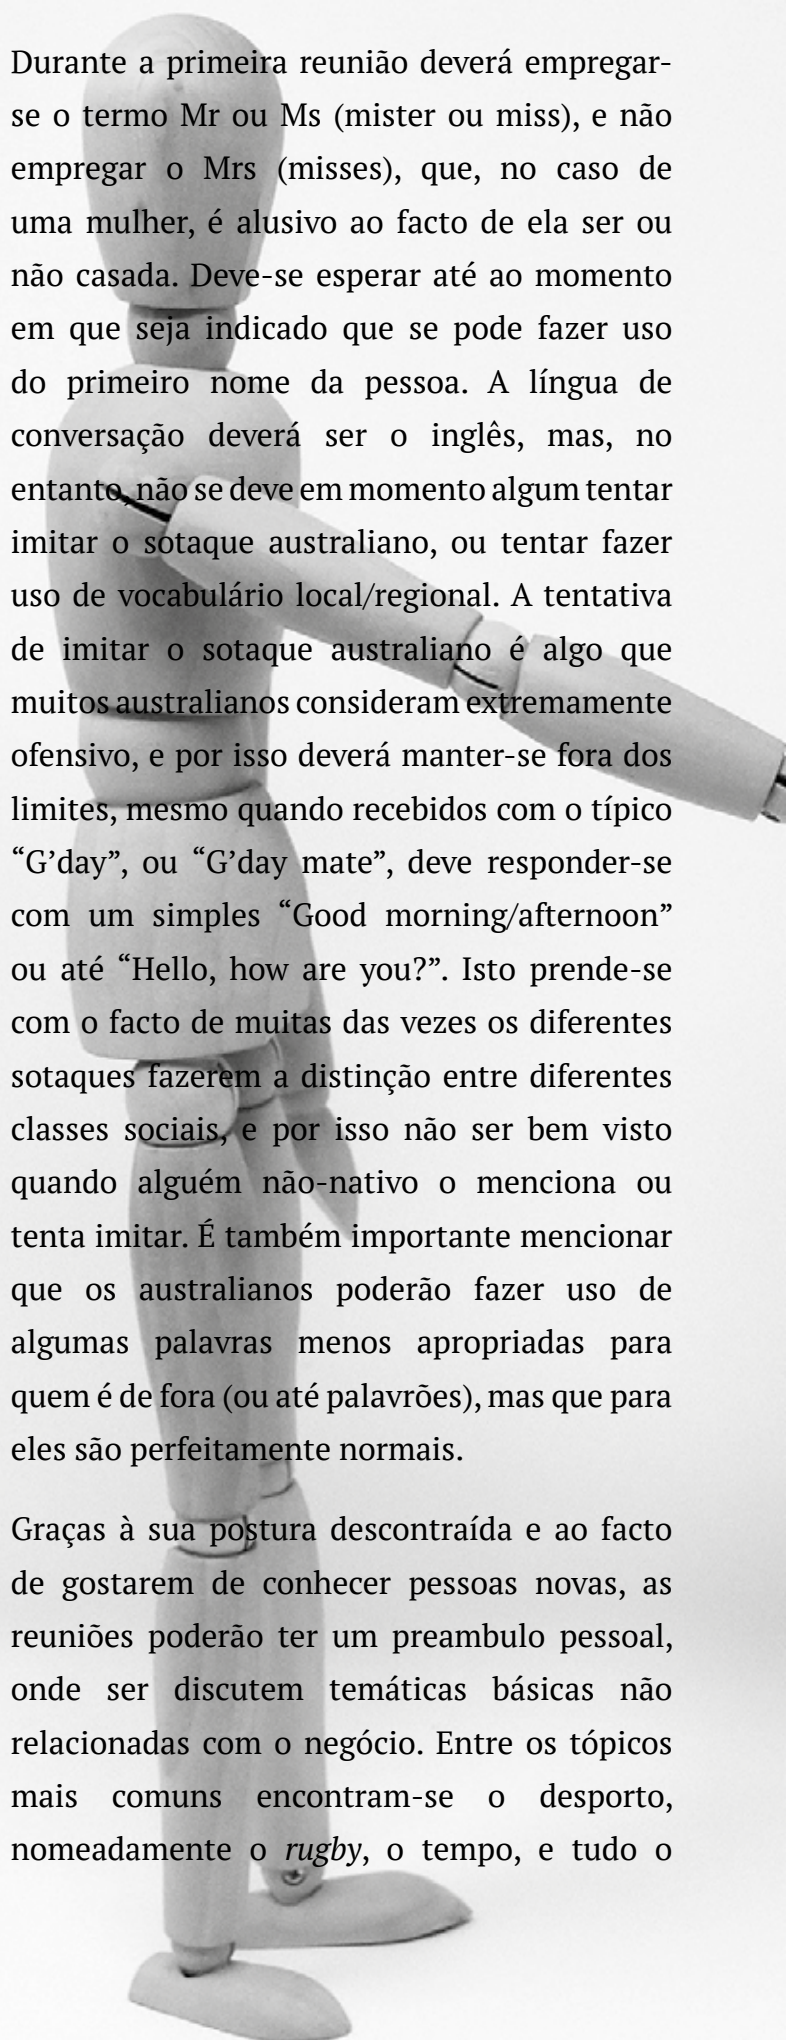 Durante a primeira reunião deverá empregar-
se o termo Mr ou Ms (mister ou miss), e não
empregar o Mrs (misses), que, no caso de
uma mulher, é alusivo ao facto de ela ser ou
não casada. Deve-se esperar até ao momento
em que seja indicado que se pode fazer uso
do primeiro nome da pessoa. A língua de
conversação deverá ser o inglês, mas, no
entanto, não se deve em momento algum tentar
imitar o sotaque australiano, ou tentar fazer
uso de vocabulário local/regional. A tentativa
de imitar o sotaque australiano é algo que
muitos australianos consideram extremamente
ofensivo, e por isso deverá manter-se fora dos
limites, mesmo quando recebidos com o típico
“G’day”, ou “G’day mate”, deve responder-se
com um simples “Good morning/afternoon”
ou até “Hello, how are you?”. Isto prende-se
com o facto de muitas das vezes os diferentes
sotaques fazerem a distinção entre diferentes
classes sociais, e por isso não ser bem visto
quando alguém não-nativo o menciona ou
tenta imitar. É também importante mencionar
que os australianos poderão fazer uso de
algumas palavras menos apropriadas para
quem é de fora (ou até palavrões), mas que para
eles são perfeitamente normais.
Graças à sua postura descontraída e ao facto
de gostarem de conhecer pessoas novas, as
reuniões poderão ter um preambulo pessoal,
onde ser discutem temáticas básicas não
relacionadas com o negócio. Entre os tópicos
mais comuns encontram-se o desporto,
nomeadamente o rugby, o tempo, e tudo o